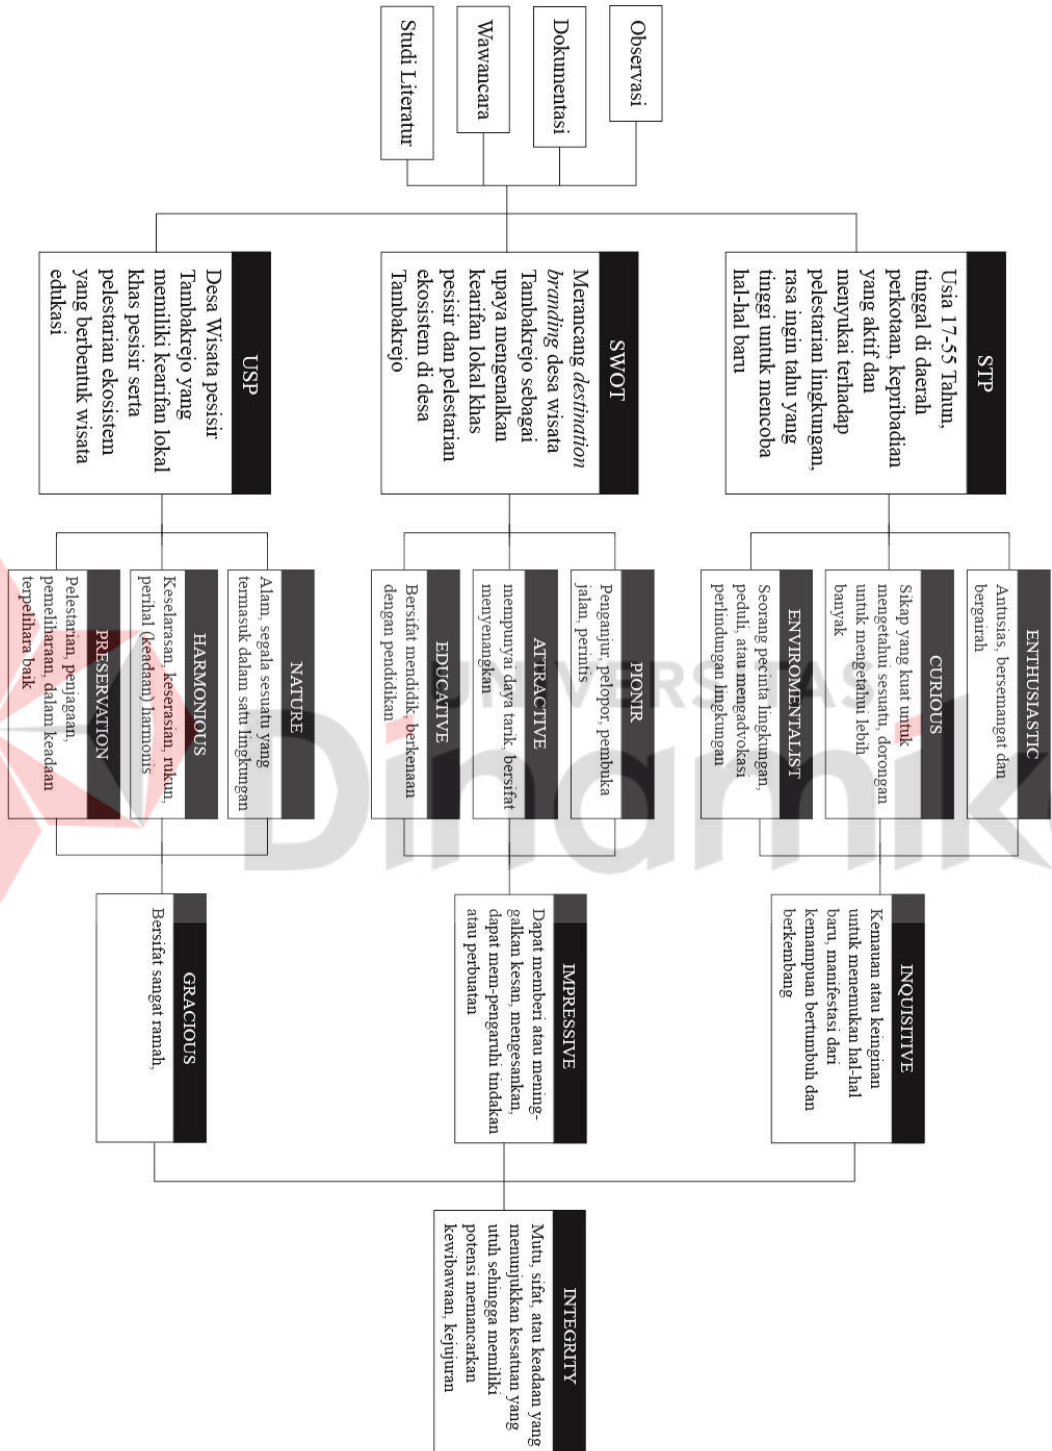 Observasi
Dokumentasi
Wawancara
Studi Literatur
STP
Usia 17-55 Tahun,
tinggal di daerah
perkotaan, kepribadian
yang aktif dan
menyukai terhadap
pelestarian lingkungan,
rasa ingin tahu yang
tinggi untuk mencoba
hal-hal baru
SWOT
Merancang destination
branding desa wisata
Tambakrejo sebagai
upaya mengenalkan
kearifan lokal khas
pesisir dan pelestarian
ekosistem di desa
Tambakrejo
USP
Desa Wisata pesisir
Tambakrejo yang
memiliki kearifan lokal
khas pesisir serta
pelestarian ekosistem
yang berbentuk wisata
edukasi
ENTHUSIASTIC
Antusias, bersemangat dan
bergairah
CURIOUS
Sikap yang kuat untuk
mengetahui sesuatu, dorongan
untuk mengetahu lebih
banyak
ENVIROMENTALIST
Seorang pecinta lingkungan,
peduli, atau mengadvokasi
perlindungan lingkungan
PIONIR
Penganjur, pelopor, pembuka
jalan, perintis
ATTRACTIVE
mempunyai daya tarik, bersifat
menyenangkan
EDUCATIVE
Bersifat mendidik, berkenaan
dengan pendidikan
NATURE
Alam, segala sesuatu yang
termasuk dalam satu lingkungan
HARMONIOUS
Keselarasan, keserasian, rukun,
perihal (keadaan) harmonis
PRESERVATION
Pelestarian, penjagaan,
pemeliharaan, dalam keadaan
terpelihara baik
INQUISITIVE
Kemauan atau keinginan
untuk menemukan hal-hal
baru, manifestasi dari
kemampuan bertumbuh dan
berkembang
IMPRESSIVE
Dapat memberi atau mening-
galkan kesan, mengesankan,
dapat mem-pengaruhi tindakan
atau perbuatan
GRACIOUS
Bersifat sangat ramah,
INTEGRITY
Mutu, sifat, atau keadaan yang
menunjukkan kesatuan yang
utuh sehingga memiliki
potensi memancarkan
kewibawaan, kejujuran
UNIVERSITAS
Dinamik